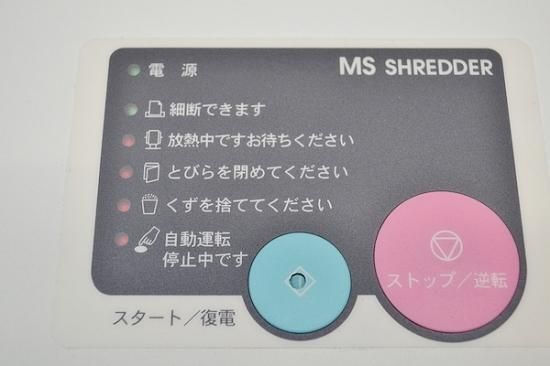 電 源
MS SHREDDER
細断できます
放熱中ですお待ちください
とびらを閉めてください
くずを捨ててください
自動運転
停止中です
ストップ／逆転
スタート／復電